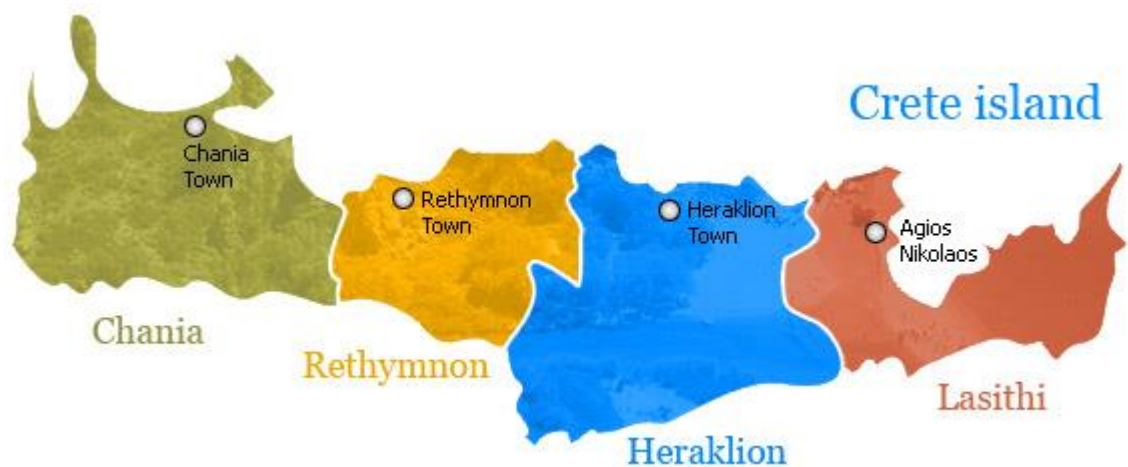 Crete island
Chania
Town
Rethymnon
Town
Heraklion
Town
Agios
Nikolaos
Chania
Rethymnon
Lasithi
Heraklion